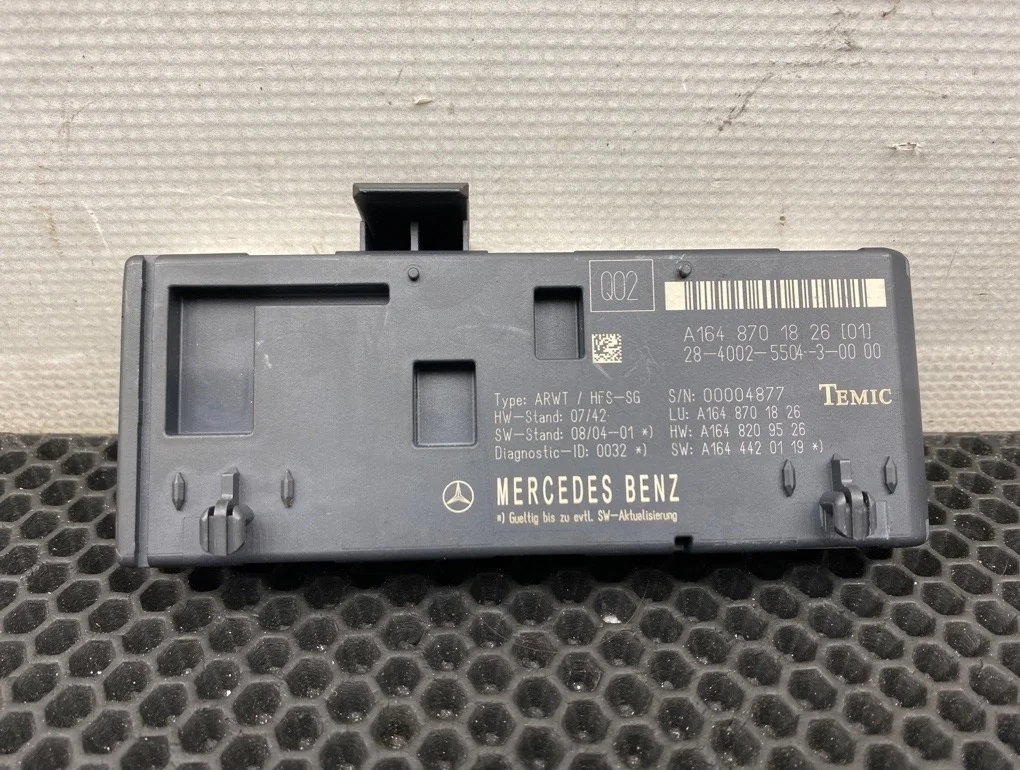 Q02
A164 870 18 26 [01]
28-4002-5504-3-00 00
Type: ARWT / HFS-SG
HW-Stand: 07/42
SW-Stand: 08/04-01 *)
Diagnostic-ID: 0032 *)
S/N: 00004877
LU: A164 870 18 26
HW: A164 820 95 26
SW: A164 442 01 19 *)
TEMIC
MERCEDES BENZ
*) Gueltig bis zu evtl. SW-Aktualisierung